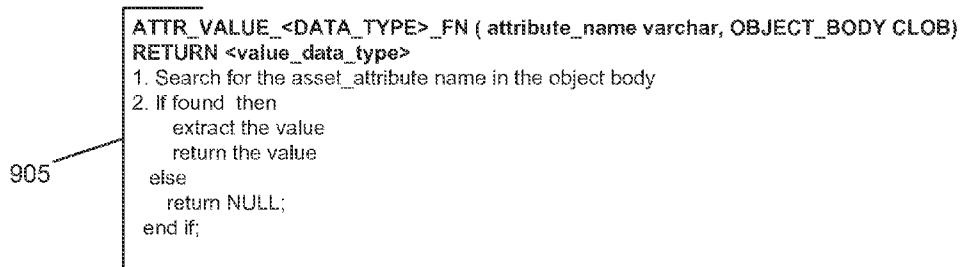 ATTR_VALUE_<DATA_TYPE>_FN ( attribute_name varchar, OBJECT_BODY CLOB)
RETURN <value_data_type>
1. Search for the asset_attribute name in the object body
2. If found then
extract the value
return the value
905
else
return NULL;
end if;